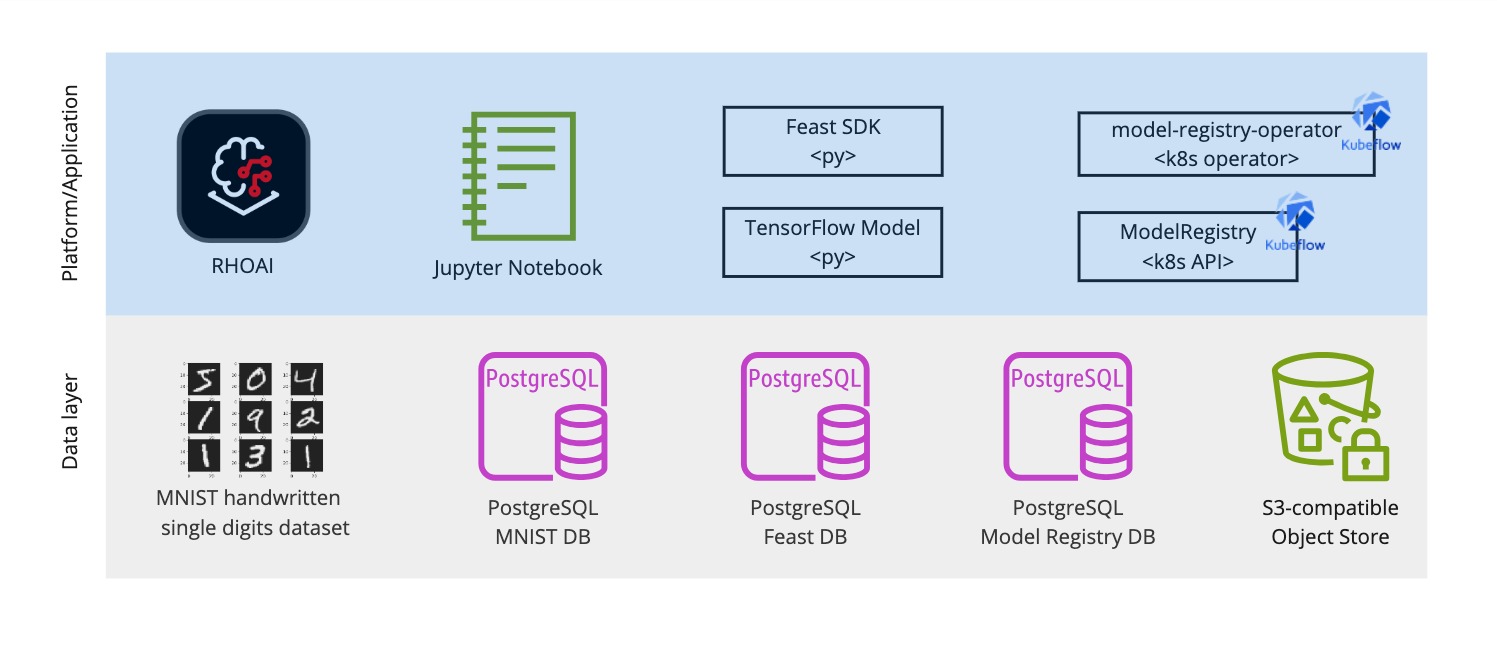 Platform/Application
RHOAI
Jupyter Notebook
Feast SDK
<py>
TensorFlow Model
<py>
model-registry-operator
<k8s operator>
Kubeflow
ModelRegistry
<k8s API>
Kubeflow
Data layer
5 0 4
1 9 2
1 3 1
MNIST handwritten
single digits dataset
PostgreSQL
PostgreSQL
MNIST DB
PostgreSQL
PostgreSQL
Feast DB
PostgreSQL
PostgreSQL
Model Registry DB
S3-compatible
Object Store